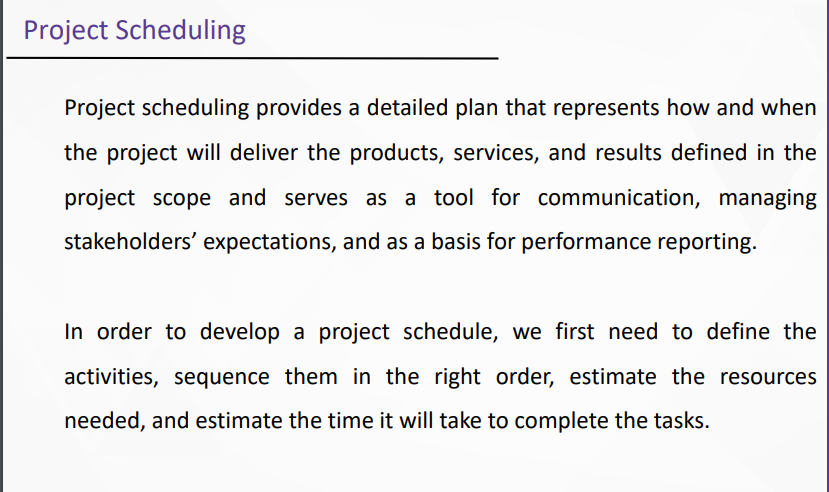 Project Scheduling
Project scheduling provides a detailed plan that represents how and when
the project will deliver the products, services, and results defined in the
project scope and serves as a tool for communication, managing
stakeholders’ expectations, and as a basis for performance reporting.
In order to develop a project schedule, we first need to define the
activities, sequence them in the right order, estimate the resources
needed, and estimate the time it will take to complete the tasks.